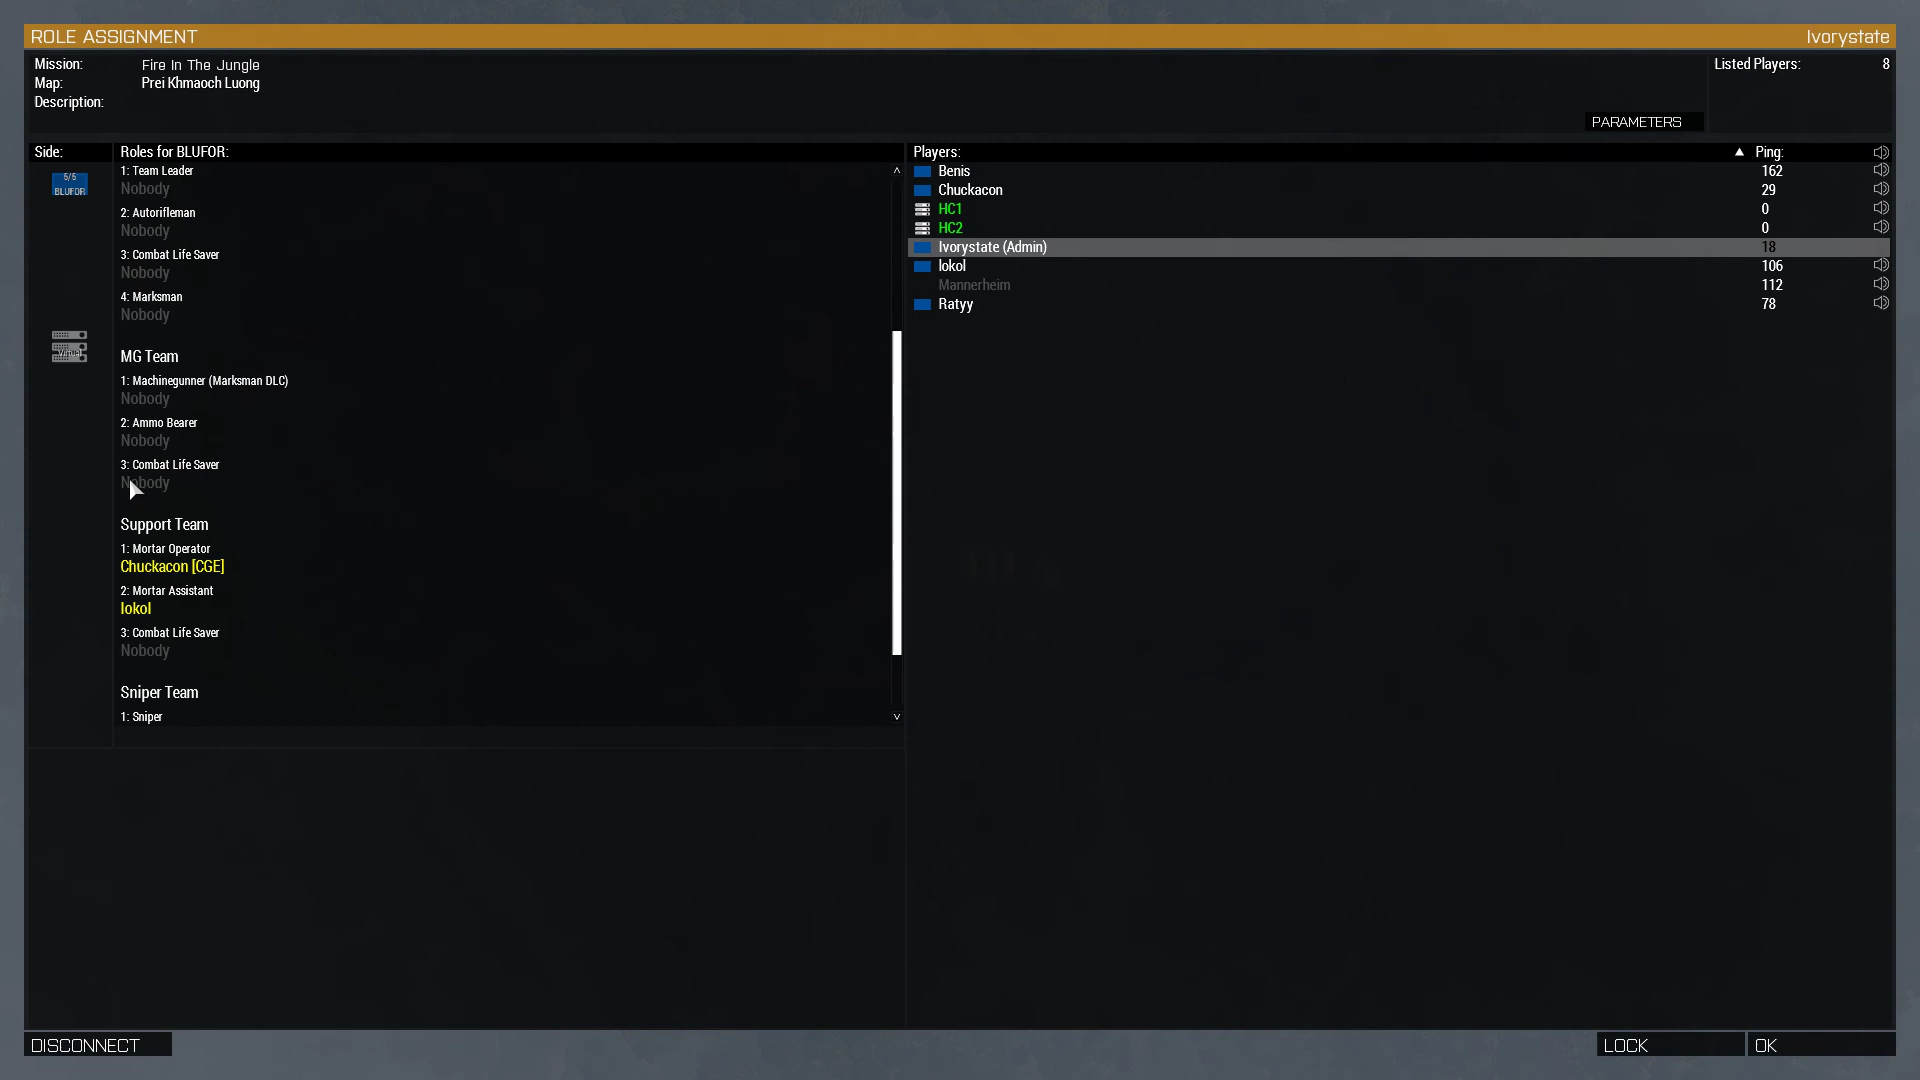 ROLE ASSIGNMENT
Ivorystate
Mission: Fire In The Jungle
Map: Prei Khmaoch Luong
Description:
Listed Players: 8
PARAMETERS
Side:
5/5
BLUFOR
Virtual
Roles for BLUFOR:
1: Team Leader
Nobody
2: Autorifleman
Nobody
3: Combat Life Saver
Nobody
4: Marksman
Nobody
MG Team
1: Machinegunner (Marksman DLC)
Nobody
2: Ammo Bearer
Nobody
3: Combat Life Saver
Nobody
Support Team
1: Mortar Operator
Chuckacon [CGE]
2: Mortar Assistant
lokol
3: Combat Life Saver
Nobody
Sniper Team
1: Sniper
Players: Ping:
Benis 162
Chuckacon 29
HC1 0
HC2 0
Ivorystate (Admin) 18
lokol 106
Mannerheim 112
Ratyy 78
DISCONNECT
LOCK
OK